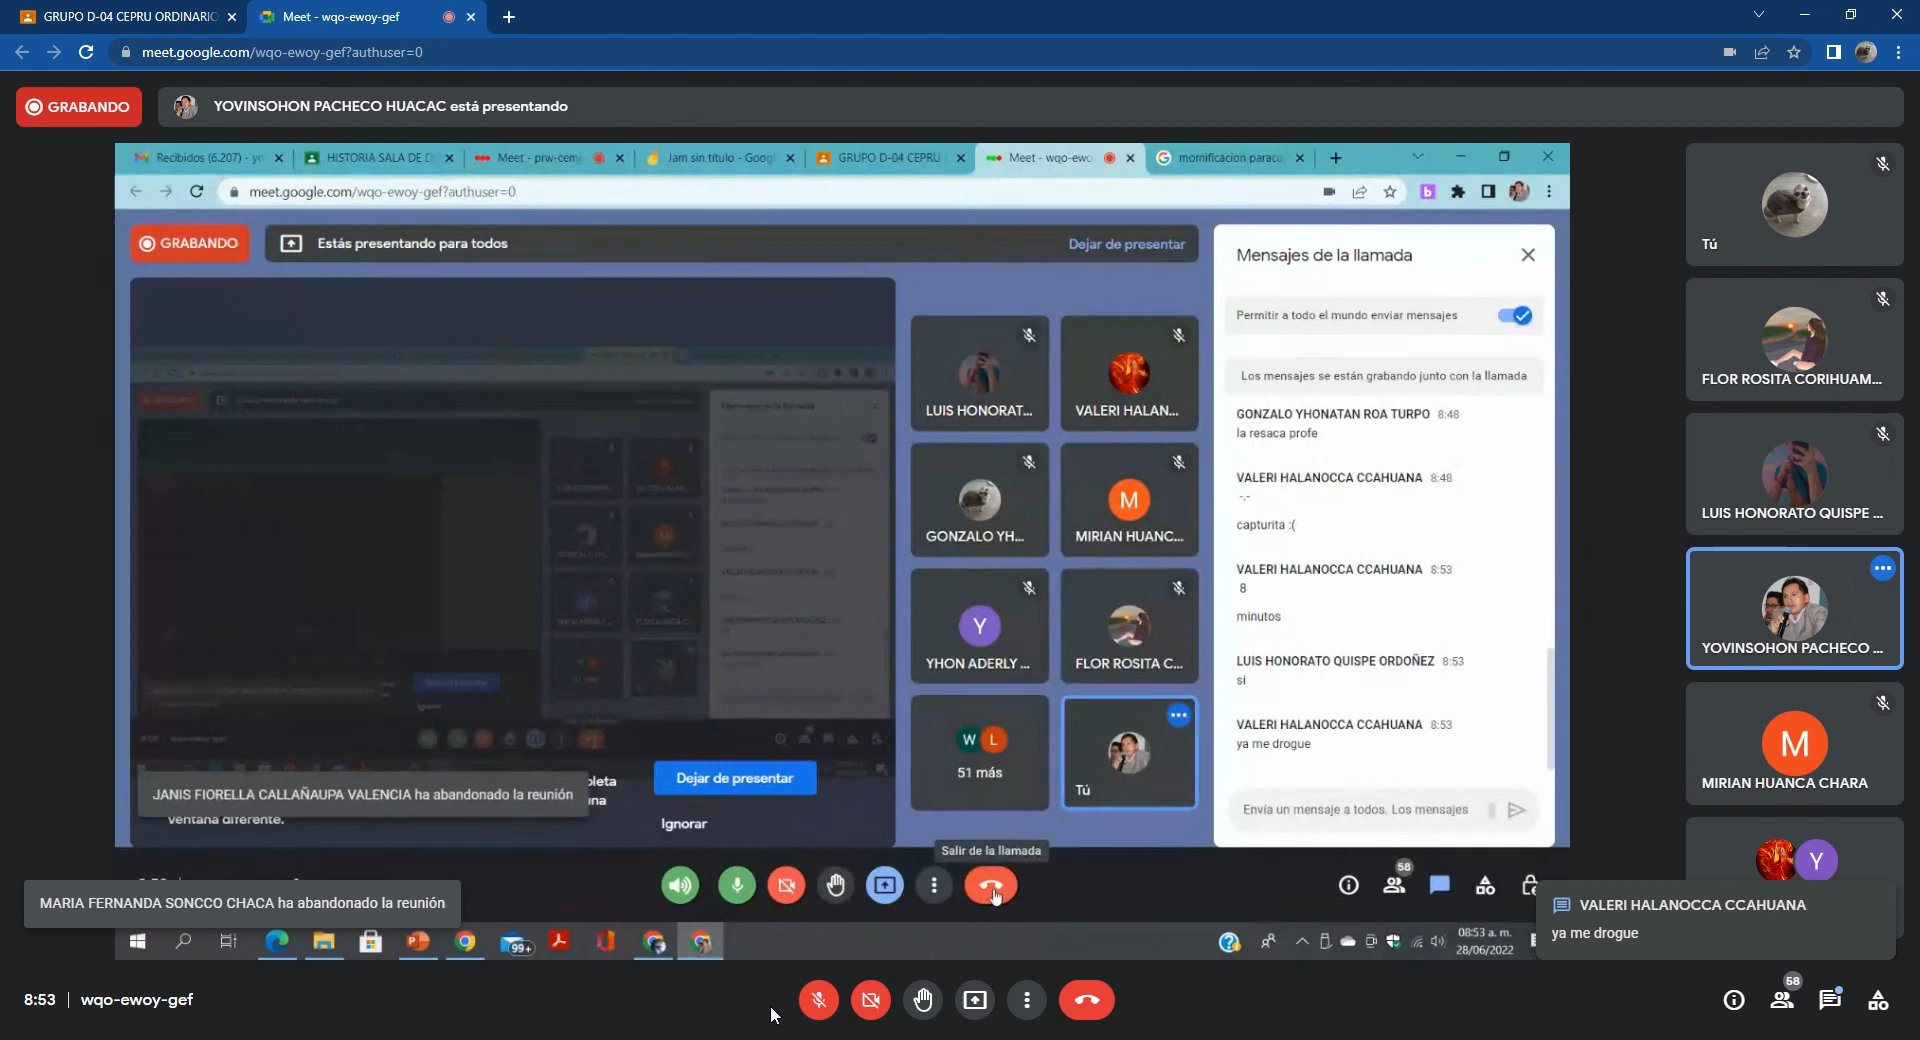 GRUPO D-04 CEPRU ORDINARIO
Meet - wqo-ewoy-gef
meet.google.com/wqo-ewoy-gef?authuser=0
GRABANDO
YOVINSOHON PACHECO HUACAC está presentando
Recibidos (6.207) - yo
HISTORIA SALA DE D
Meet - prw-cemj
Jam sin título - Goog
GRUPO D-04 CEPRU
Meet - wqo-ewo
momificacion parac
meet.google.com/wqo-ewoy-gef?authuser=0
GRABANDO
Estás presentando para todos
Dejar de presentar
LUIS HONORAT...
VALERI HALAN...
GONZALO YH...
M
MIRIAN HUANC...
Y
YHON ADERLY ...
FLOR ROSITA C...
W L
51 más
Tú
Mensajes de la llamada
Permitir a todo el mundo enviar mensajes
Los mensajes se están grabando junto con la llamada
GONZALO YHONATAN ROA TURPO 8:48
la resaca profe
VALERI HALANOCCA CCAHUANA 8:48
-,-
capturita :(
VALERI HALANOCCA CCAHUANA 8:53
8
minutos
LUIS HONORATO QUISPE ORDOÑEZ 8:53
si
VALERI HALANOCCA CCAHUANA 8:53
ya me drogue
Envía un mensaje a todos. Los mensajes
JANIS FIORELLA CALLAÑAUPA VALENCIA ha abandonado la reunión
ventana diferente.
Dejar de presentar
Ignorar
Salir de la llamada
58
99+
08:53 a. m.
28/06/2022
Tú
FLOR ROSITA CORIHUAM...
LUIS HONORATO QUISPE ...
YOVINSOHON PACHECO ...
M
MIRIAN HUANCA CHARA
Y
MARIA FERNANDA SONCCO CHACA ha abandonado la reunión
VALERI HALANOCCA CCAHUANA
ya me drogue
8:53 | wqo-ewoy-gef
58